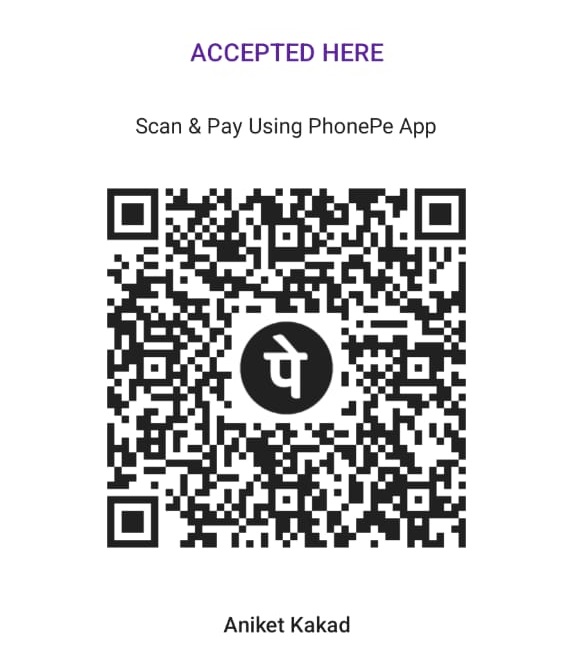 ACCEPTED HERE
Scan & Pay Using PhonePe App
पे
Aniket Kakad